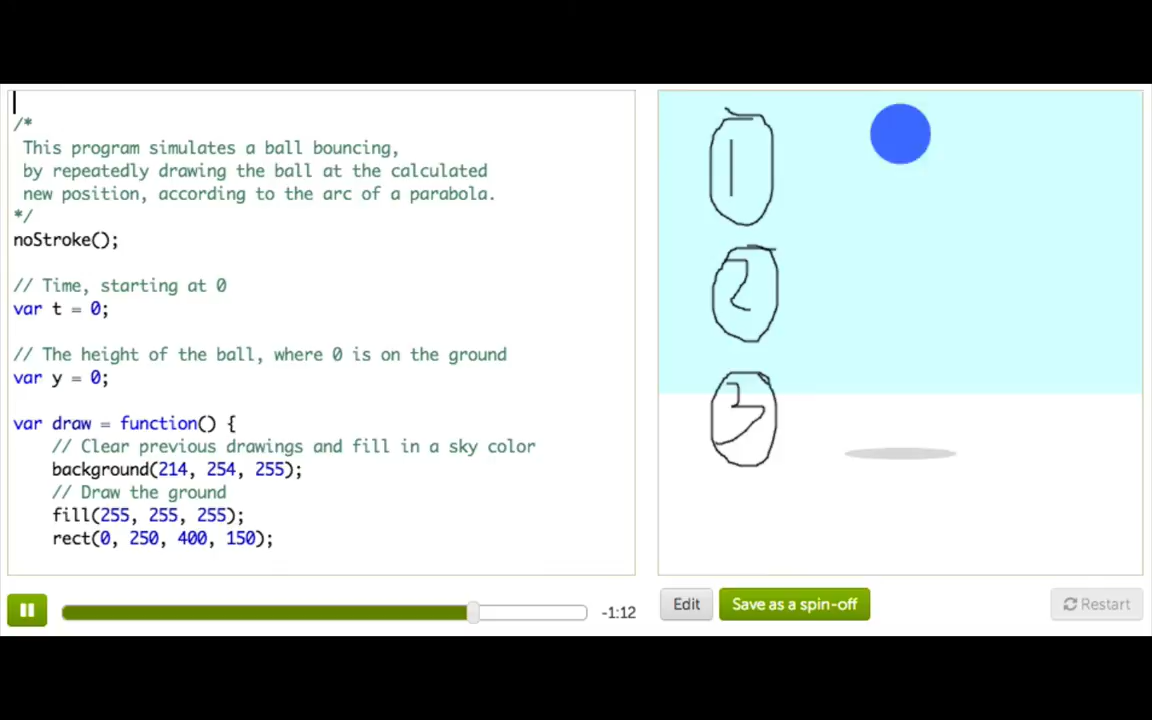 /*
This program simulates a ball bouncing,
by repeatedly drawing the ball at the calculated
new position, according to the arc of a parabola.
*/
noStroke();
// Time, starting at 0
var t = 0;
// The height of the ball, where 0 is on the ground
var y = 0;
var draw = function() {
// Clear previous drawings and fill in a sky color
background(214, 254, 255);
// Draw the ground
fill(255, 255, 255);
rect(0, 250, 400, 150);
1
2
3
-1:12
Edit
Save as a spin-off
Restart